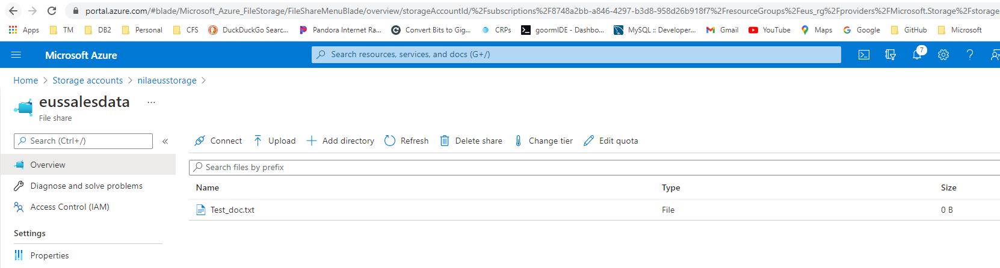 portal.azure.com/#blade/Microsoft_Azure_FileStorage/FileShareMenuBlade/overview/storageAccountId/%2Fsubscriptions%2F8748a2bb-a846-4297-b3d8-958d26b918f7%2FresourceGroups%2Feus_rg%2Fproviders%2FMicrosoft.Storage%2Fstorage
Apps TM DB2 Personal CFS DuckDuckGo Searc... Pandora Internet Ra... Convert Bits to Gig... CRPs goormIDE - Dashbo... MySQL :: Developer... Gmail YouTube Maps Google GitHub Microsoft
Microsoft Azure Search resources, services, and docs (G+/) 7
Home > Storage accounts > nilaeusstorage >
eussalesdata ...
File share
Search (Ctrl+/) « Connect Upload Add directory Refresh Delete share Change tier Edit quota
Overview
Search files by prefix
Diagnose and solve problems
Name Type Size
Access Control (IAM)
Test_doc.txt File 0 B
Settings
Properties